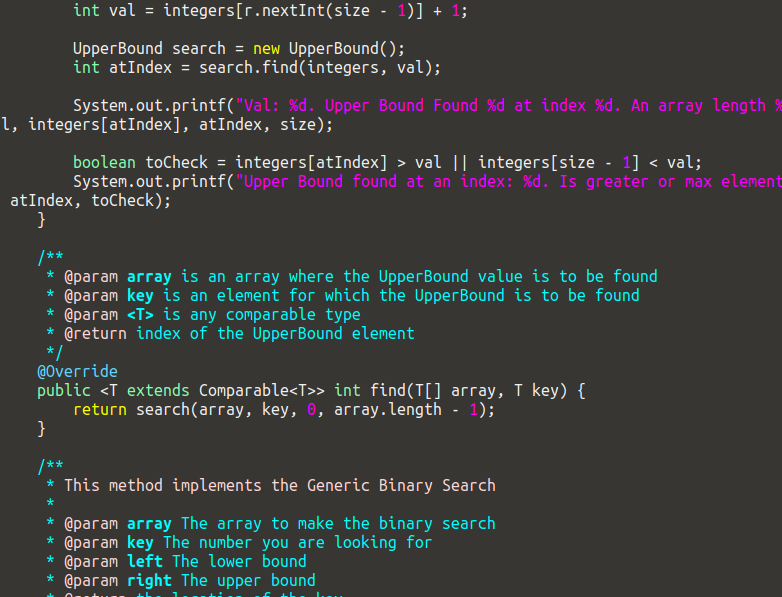 int val = integers[r.nextInt(size - 1)] + 1;
UpperBound search = new UpperBound();
int atIndex = search.find(integers, val);
System.out.printf("Val: %d. Upper Bound Found %d at index %d. An array length %
l, integers[atIndex], atIndex, size);
boolean toCheck = integers[atIndex] > val || integers[size - 1] < val;
System.out.printf("Upper Bound found at an index: %d. Is greater or max element
atIndex, toCheck);
}
/**
* @param array is an array where the UpperBound value is to be found
* @param key is an element for which the UpperBound is to be found
* @param <T> is any comparable type
* @return index of the UpperBound element
*/
@Override
public <T extends Comparable<T>> int find(T[] array, T key) {
return search(array, key, 0, array.length - 1);
}
/**
* This method implements the Generic Binary Search
*
* @param array The array to make the binary search
* @param key The number you are looking for
* @param left The lower bound
* @param right The upper bound
* @return the location of the key